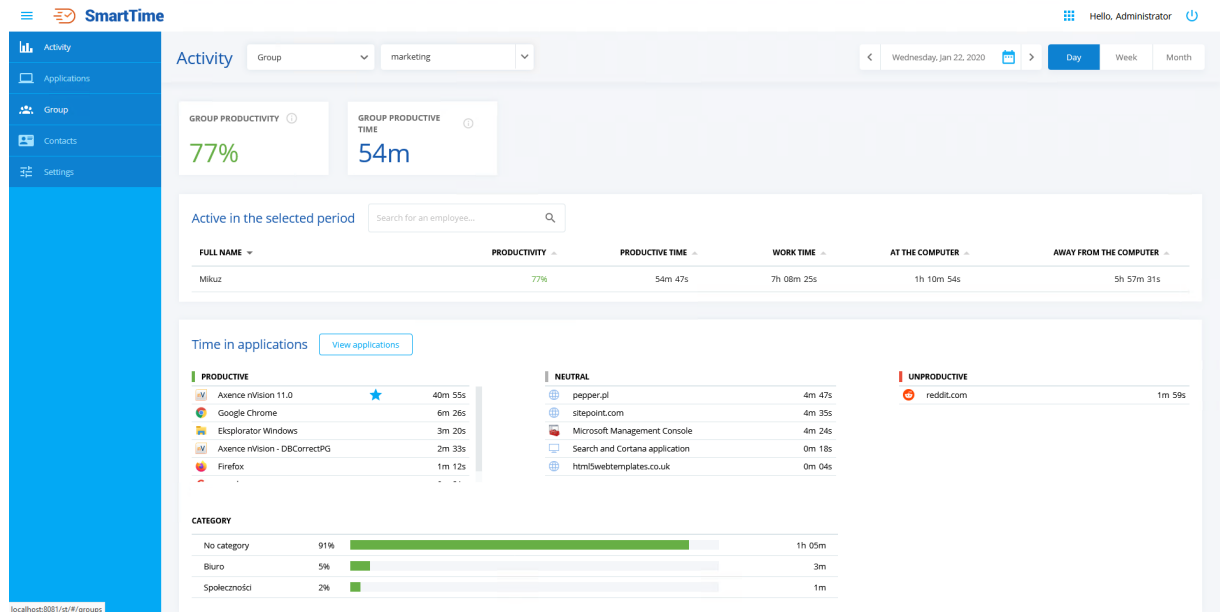 SmartTime
Hello, Administrator
Activity
Applications
Group
Contacts
Settings
Activity
Group
marketing
Wednesday, Jan 22, 2020
Day
Week
Month
GROUP PRODUCTIVITY
77%
GROUP PRODUCTIVE
TIME
54m
Active in the selected period
Search for an employee...
FULL NAME PRODUCTIVITY PRODUCTIVE TIME WORK TIME AT THE COMPUTER AWAY FROM THE COMPUTER
Mikuz 77% 54m 47s 7h 08m 25s 1h 10m 54s 5h 57m 31s
Time in applications
View applications
PRODUCTIVE
Axence nVision 11.0 40m 55s
Google Chrome 6m 26s
Eksplorator Windows 3m 20s
Axence nVision - DBCorrectPG 2m 33s
Firefox 1m 12s
NEUTRAL
pepper.pl 4m 47s
sitepoint.com 4m 35s
Microsoft Management Console 4m 24s
Search and Cortana application 0m 18s
html5webtemplates.co.uk 0m 04s
UNPRODUCTIVE
reddit.com 1m 59s
CATEGORY
No category 91% 1h 05m
Biuro 5% 3m
Społeczności 2% 1m
localhost:8081/st/#/groups